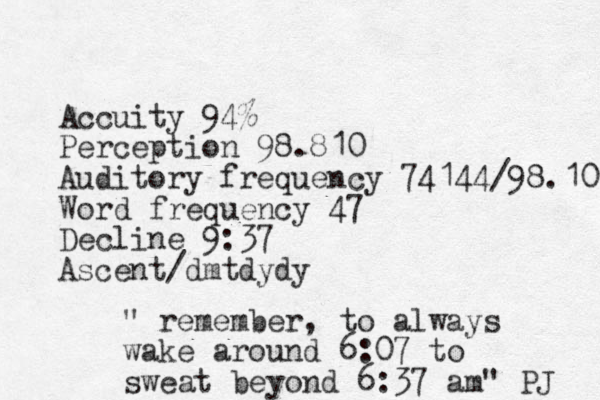 Accuity 94%
Perception 98.810
Auditory frequency 74144/98.10
Word frequency 47
Decline 9:37
Ascent/dmtdydy
" remember, to always
wake around 6:07 to
sweat beyond 6:37 am" PJ